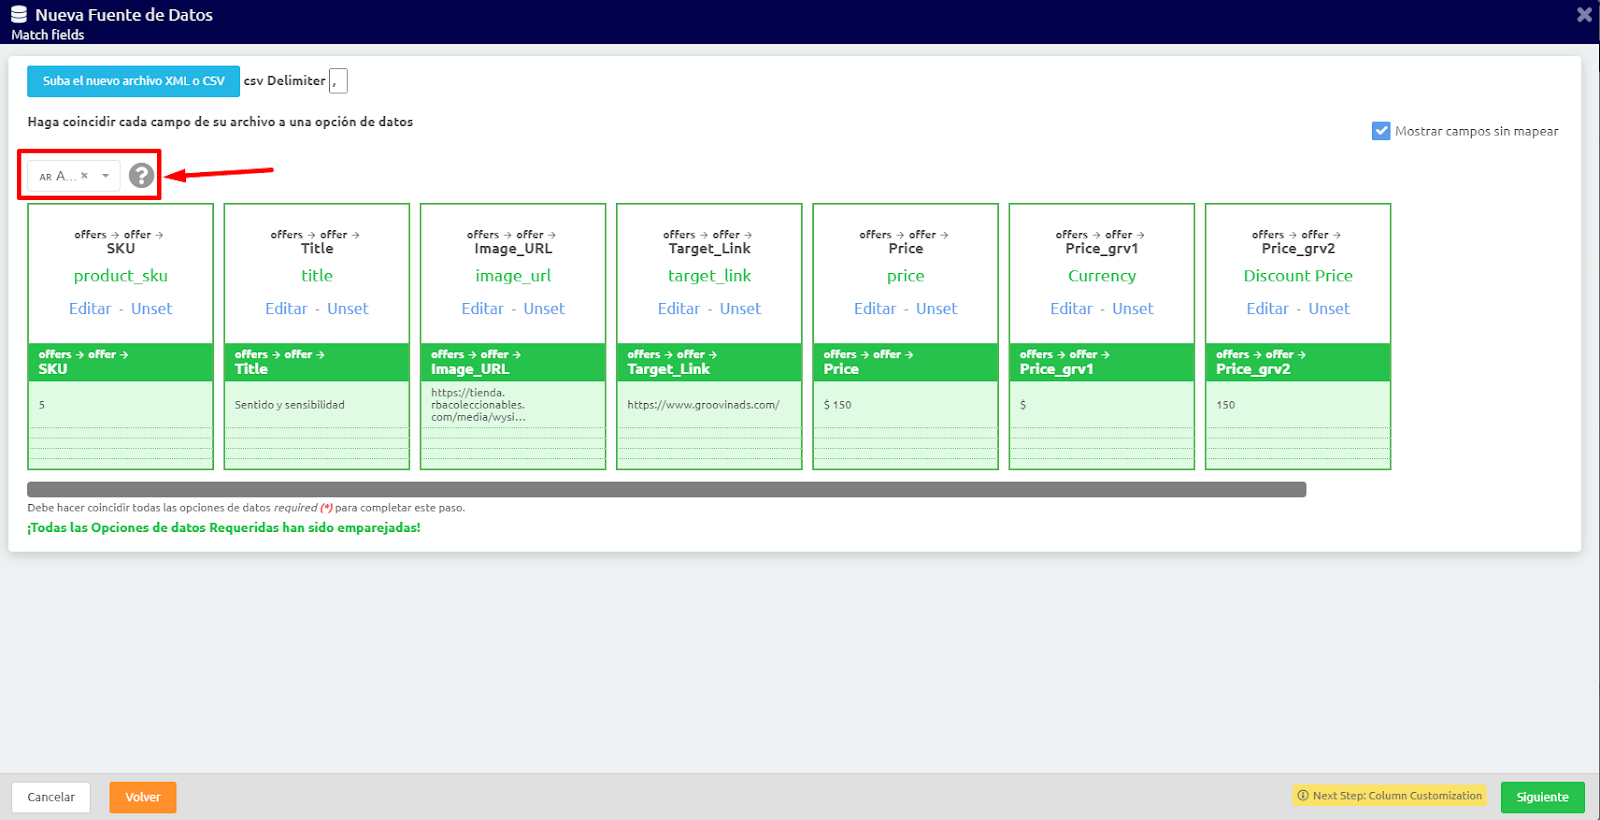 Nueva Fuente de Datos
Match fields
Suba el nuevo archivo XML o CSV csv Delimiter ,
Haga coincidir cada campo de su archivo a una opción de datos
Mostrar campos sin mapear
AR A... × ?
offers → offer →
SKU
product_sku
Editar - Unset
offers → offer →
SKU
5
offers → offer →
Title
title
Editar - Unset
offers → offer →
Title
Sentido y sensibilidad
offers → offer →
Image_URL
image_url
Editar - Unset
offers → offer →
Image_URL
https://tienda.
rbacoleccionables.
com/media/wysi...
offers → offer →
Target_Link
target_link
Editar - Unset
offers → offer →
Target_Link
https://www.groovinads.com/
offers → offer →
Price
price
Editar - Unset
offers → offer →
Price
$ 150
offers → offer →
Price_grv1
Currency
Editar - Unset
offers → offer →
Price_grv1
$
offers → offer →
Price_grv2
Discount Price
Editar - Unset
offers → offer →
Price_grv2
150
Debe hacer coincidir todas las opciones de datos required (*) para completar este paso.
¡Todas las Opciones de datos Requeridas han sido emparejadas!
Cancelar
Volver
Next Step: Column Customization
Siguiente